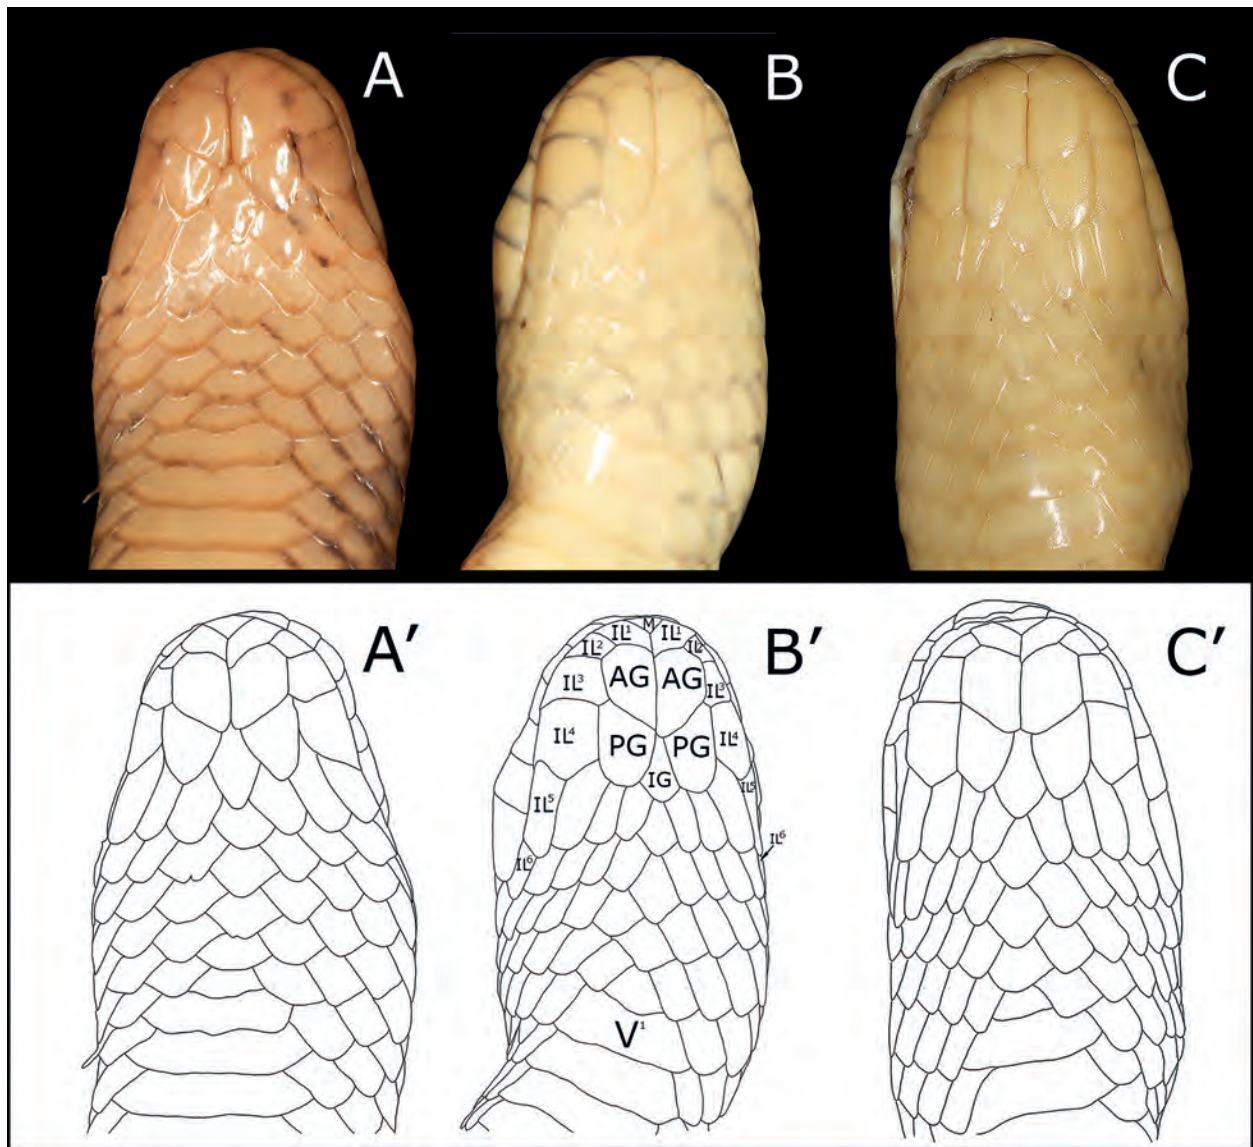 A B C
A′ B′ C′
M
IL¹ IL¹
IL² IL²
AG AG
IL³ IL³
IL⁴ PG PG IL⁴
IG
IL⁵ IL⁵
IL⁶
IL⁶
V¹